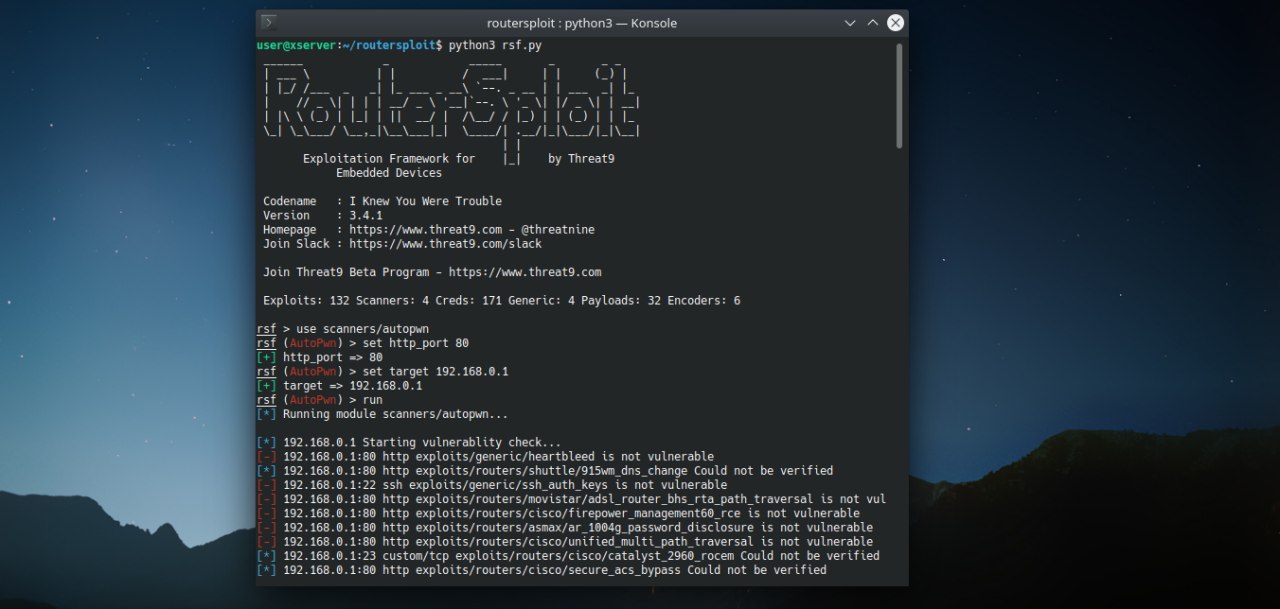 routersploit : python3 — Konsole
user@xserver:~/routersploit$ python3 rsf.py
RouterSploit
Exploitation Framework for |_| by Threat9
Embedded Devices
Codename : I Knew You Were Trouble
Version : 3.4.1
Homepage : https://www.threat9.com - @threatnine
Join Slack : https://www.threat9.com/slack
Join Threat9 Beta Program - https://www.threat9.com
Exploits: 132 Scanners: 4 Creds: 171 Generic: 4 Payloads: 32 Encoders: 6
rsf > use scanners/autopwn
rsf (AutoPwn) > set http_port 80
[+] http_port => 80
rsf (AutoPwn) > set target 192.168.0.1
[+] target => 192.168.0.1
rsf (AutoPwn) > run
[*] Running module scanners/autopwn...
[*] 192.168.0.1 Starting vulnerablity check...
[-] 192.168.0.1:80 http exploits/generic/heartbleed is not vulnerable
[*] 192.168.0.1:80 http exploits/routers/shuttle/915wm_dns_change Could not be verified
[-] 192.168.0.1:22 ssh exploits/generic/ssh_auth_keys is not vulnerable
[-] 192.168.0.1:80 http exploits/routers/movistar/adsl_router_bhs_rta_path_traversal is not vul
[-] 192.168.0.1:80 http exploits/routers/cisco/firepower_management60_rce is not vulnerable
[-] 192.168.0.1:80 http exploits/routers/asmax/ar_1004g_password_disclosure is not vulnerable
[-] 192.168.0.1:80 http exploits/routers/cisco/unified_multi_path_traversal is not vulnerable
[*] 192.168.0.1:23 custom/tcp exploits/routers/cisco/catalyst_2960_rocem Could not be verified
[*] 192.168.0.1:80 http exploits/routers/cisco/secure_acs_bypass Could not be verified